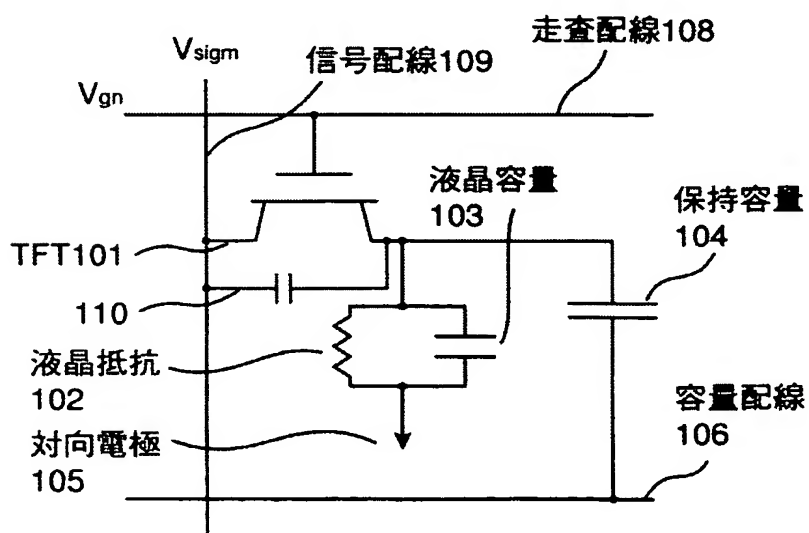 Vsigm
信号配線109
走査配線108
Vgn
液晶容量
103
保持容量
104
TFT101
110
液晶抵抗
102
容量配線
106
対向電極
105